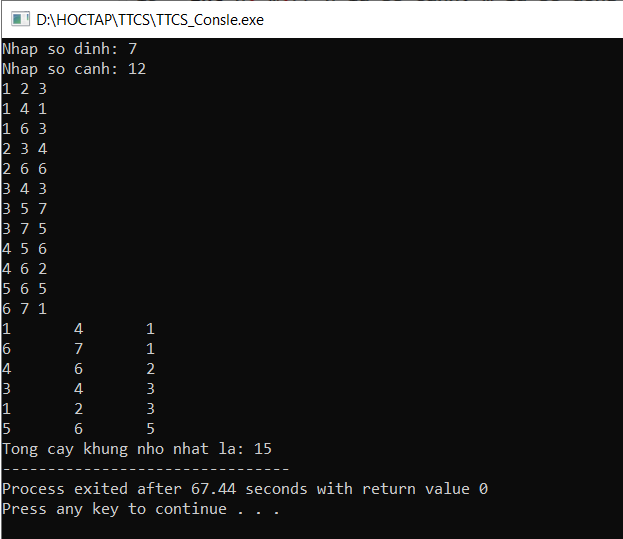 D:\HOCTAP\TTCS\TTCS_Consle.exe
Nhap so dinh: 7
Nhap so canh: 12
1 2 3
1 4 1
1 6 3
2 3 4
2 6 6
3 4 3
3 5 7
3 7 5
4 5 6
4 6 2
5 6 5
6 7 1
1 4 1
6 7 1
4 6 2
3 4 3
1 2 3
5 6 5
Tong cay khung nho nhat la: 15
--------------------------------
Process exited after 67.44 seconds with return value 0
Press any key to continue . . .